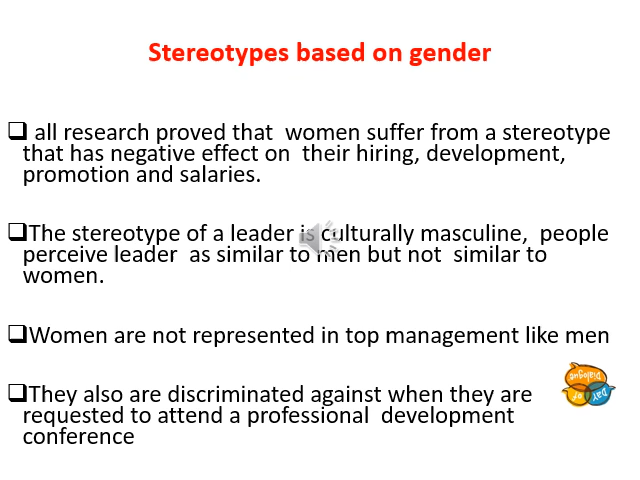 Stereotypes based on gender
all research proved that women suffer from a stereotype
that has negative effect on their hiring, development,
promotion and salaries.
The stereotype of a leader is culturally masculine, people
perceive leader as similar to men but not similar to
women.
Women are not represented in top management like men
They also are discriminated against when they are
requested to attend a professional development
conference
Dialogue
Day of